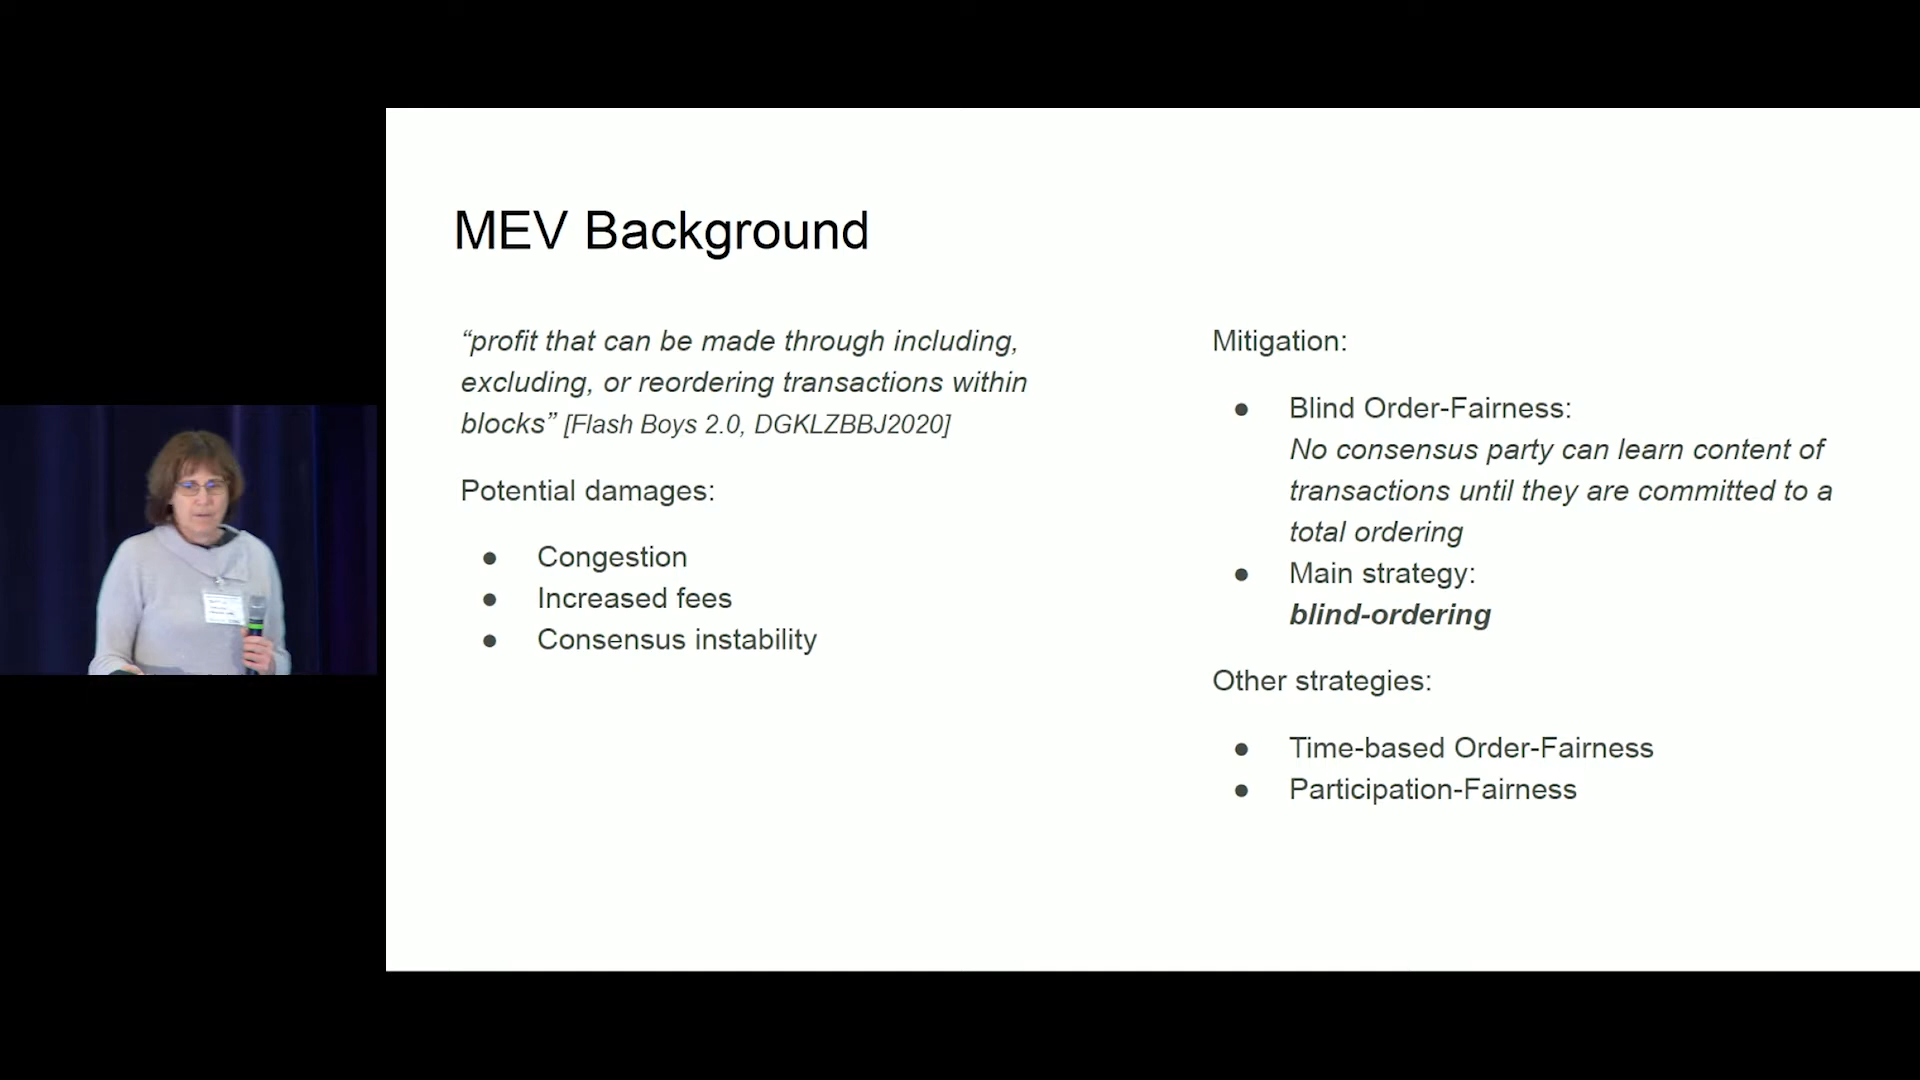 MEV Background
“profit that can be made through including,
excluding, or reordering transactions within
blocks” [Flash Boys 2.0, DGKLZBBJ2020]
Potential damages:
● Congestion
● Increased fees
● Consensus instability
Mitigation:
● Blind Order-Fairness:
No consensus party can learn content of
transactions until they are committed to a
total ordering
● Main strategy:
blind-ordering
Other strategies:
● Time-based Order-Fairness
● Participation-Fairness